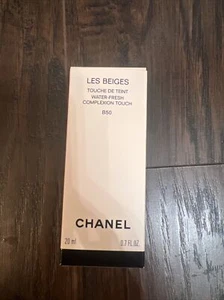 LES BEIGES
TOUCHE DE TEINT
WATER-FRESH
COMPLEXION TOUCH
B50
CHANEL
20 ml
0.7 FL.OZ.